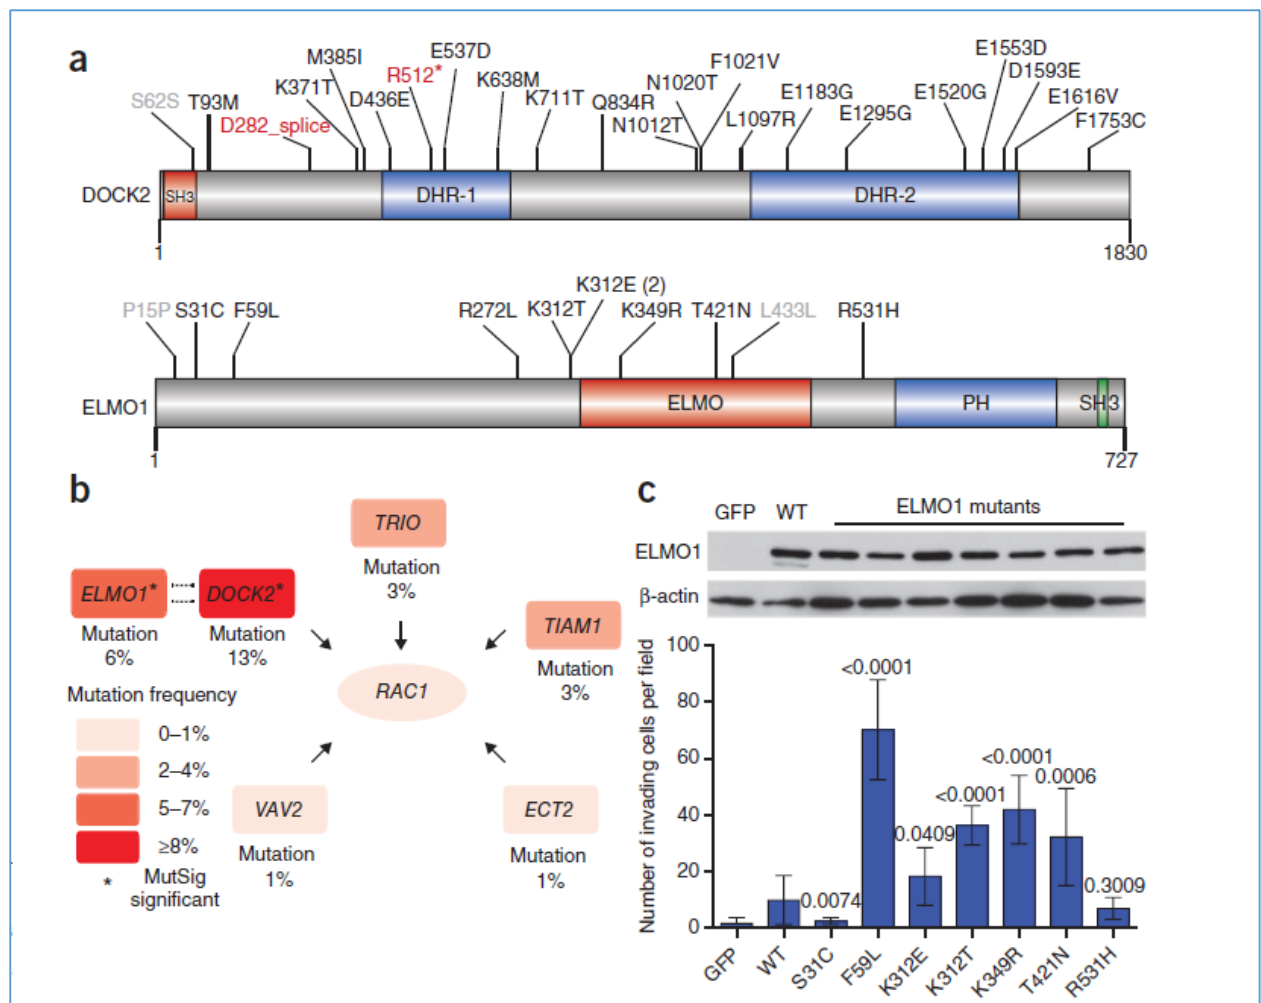 a
E537D
E1553D
M385I
F1021V
D1593E
R512*
N1020T
K371T
K638M
E1183G
E1520G
E1616V
S62S T93M
D436E
K711T
Q834R
E1295G
D282_splice
N1012T
L1097R
F1753C
DOCK2
SH3
DHR-1
DHR-2
1
1830
K312E (2)
P15P S31C F59L
R272L K312T
K349R T421N L433L
R531H
ELMO1
ELMO
PH
SH3
1
727
b
TRIO
Mutation
3%
ELMO1*
DOCK2*
Mutation
6%
Mutation
13%
TIAM1
Mutation
3%
RAC1
Mutation frequency
0–1%
2–4%
5–7%
≥8%
* MutSig
significant
VAV2
Mutation
1%
ECT2
Mutation
1%
c
GFP WT ELMO1 mutants
ELMO1
β-actin
Number of invading cells per field
100
80
60
40
20
0
0.0074
<0.0001
0.0409
<0.0001
<0.0001
0.0006
0.3009
GFP
WT
S31C
F59L
K312E
K312T
K349R
T421N
R531H